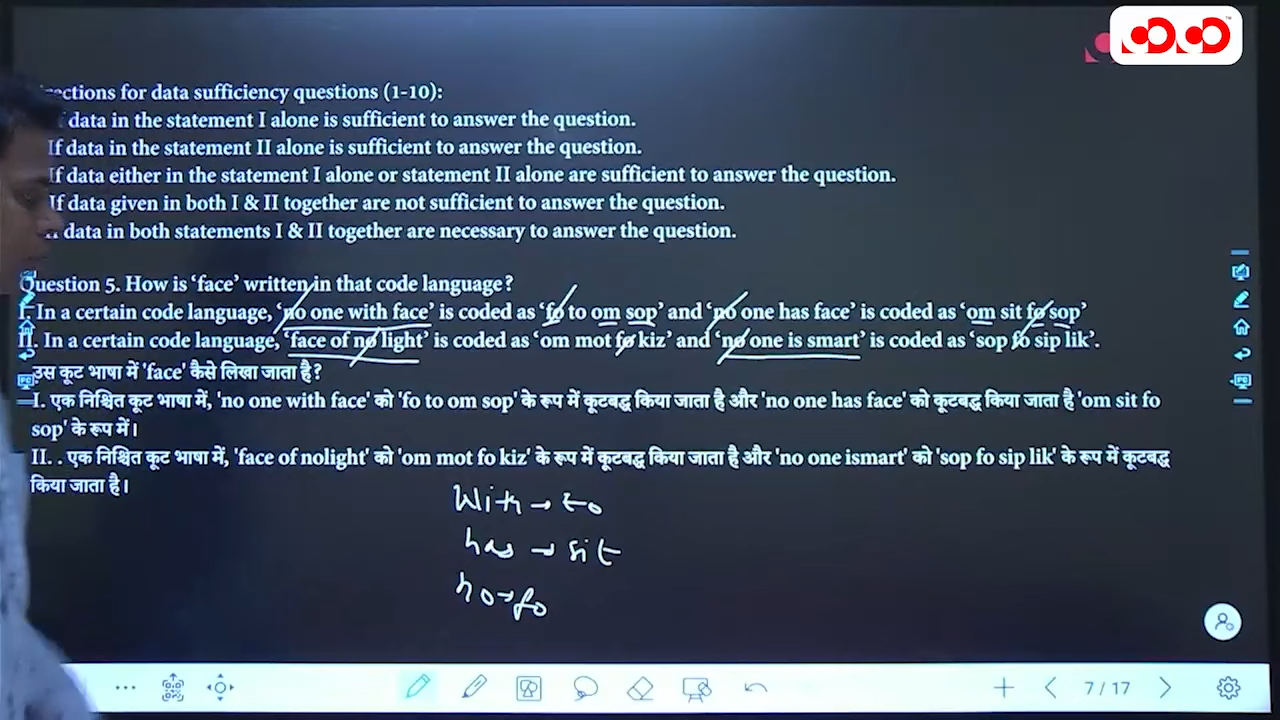 ections for data sufficiency questions (1-10):
f data in the statement I alone is sufficient to answer the question.
If data in the statement II alone is sufficient to answer the question.
If data either in the statement I alone or statement II alone are sufficient to answer the question.
If data given in both I & II together are not sufficient to answer the question.
data in both statements I & II together are necessary to answer the question.
Question 5. How is 'face' written in that code language?
I. In a certain code language, 'no one with face' is coded as 'fo to om sop' and 'no one has face' is coded as 'om sit fo sop'
II. In a certain code language, 'face of no light' is coded as 'om mot fo kiz' and 'no one is smart' is coded as 'sop fo sip lik'.
उस कूट भाषा में 'face' कैसे लिखा जाता है?
I. एक निश्चित कूट भाषा में, 'no one with face' को 'fo to om sop' के रूप में कूटबद्ध किया जाता है और 'no one has face' को कूटबद्ध किया जाता है 'om sit fo
sop' के रूप में।
II. . एक निश्चित कूट भाषा में, 'face of nolight' को 'om mot fo kiz' के रूप में कूटबद्ध किया जाता है और 'no one ismart' को 'sop fo sip lik' के रूप में कूटबद्ध
किया जाता है।
With → to
has → sit
no → fo
7 / 17